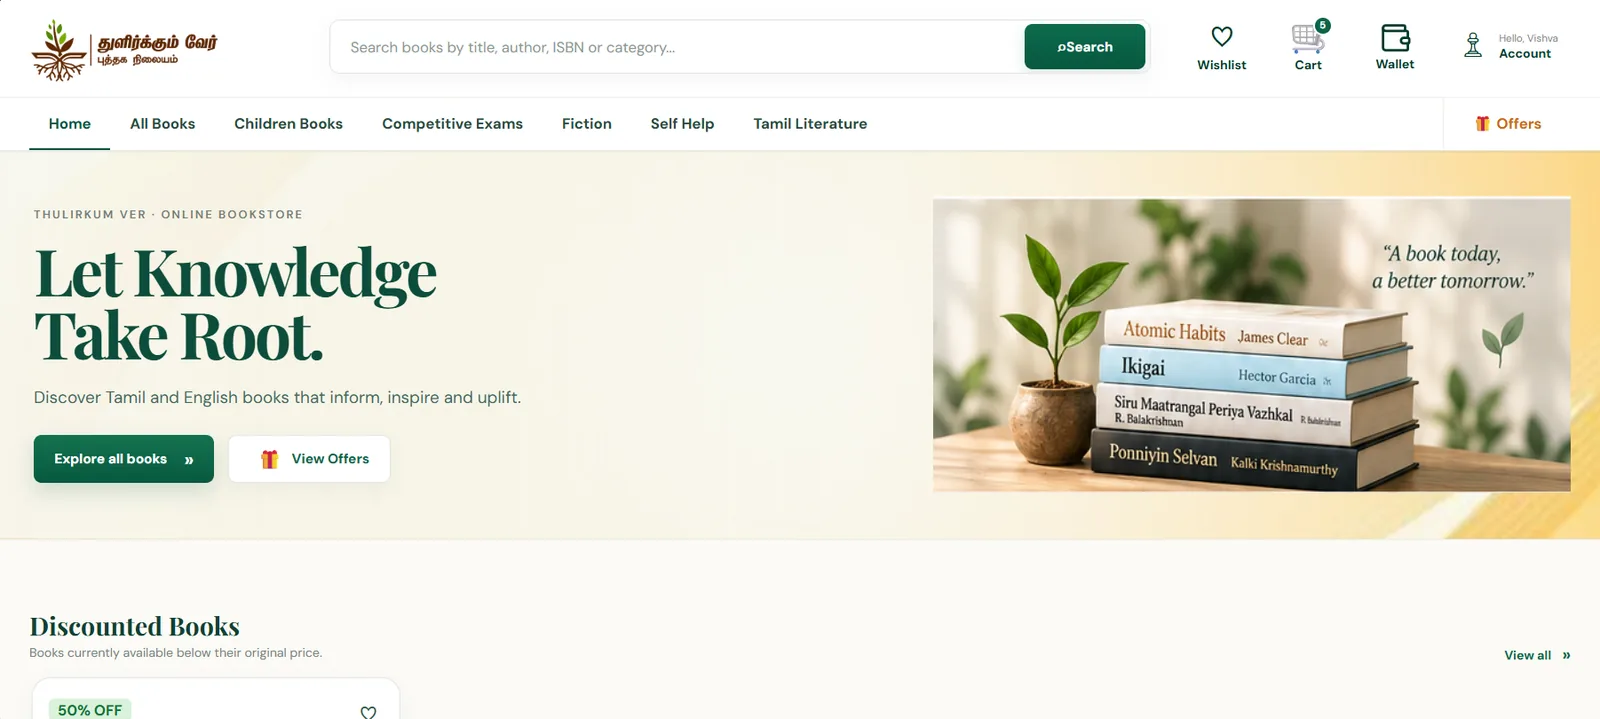 துளிர்க்கும் வேர்
புத்தக நிலையம்
Search books by title, author, ISBN or category...
Search
Wishlist
5
Cart
Wallet
Hello, Vishva
Account
Home
All Books
Children Books
Competitive Exams
Fiction
Self Help
Tamil Literature
Offers
THULIRKUM VER · ONLINE BOOKSTORE
Let Knowledge
Take Root.
Discover Tamil and English books that inform, inspire and uplift.
Explore all books »
View Offers
“A book today,
a better tomorrow.”
Atomic Habits James Clear
Ikigai Hector Garcia
Siru Maatrangal Periya Vazhkal
R. Balakrishnan
Ponniyin Selvan Kalki Krishnamurthy
Discounted Books
Books currently available below their original price.
View all »
50% OFF